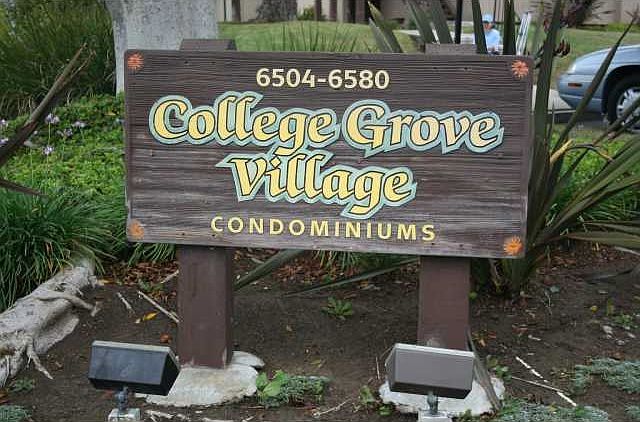 6504-6580
College Grove
Village
CONDOMINIUMS